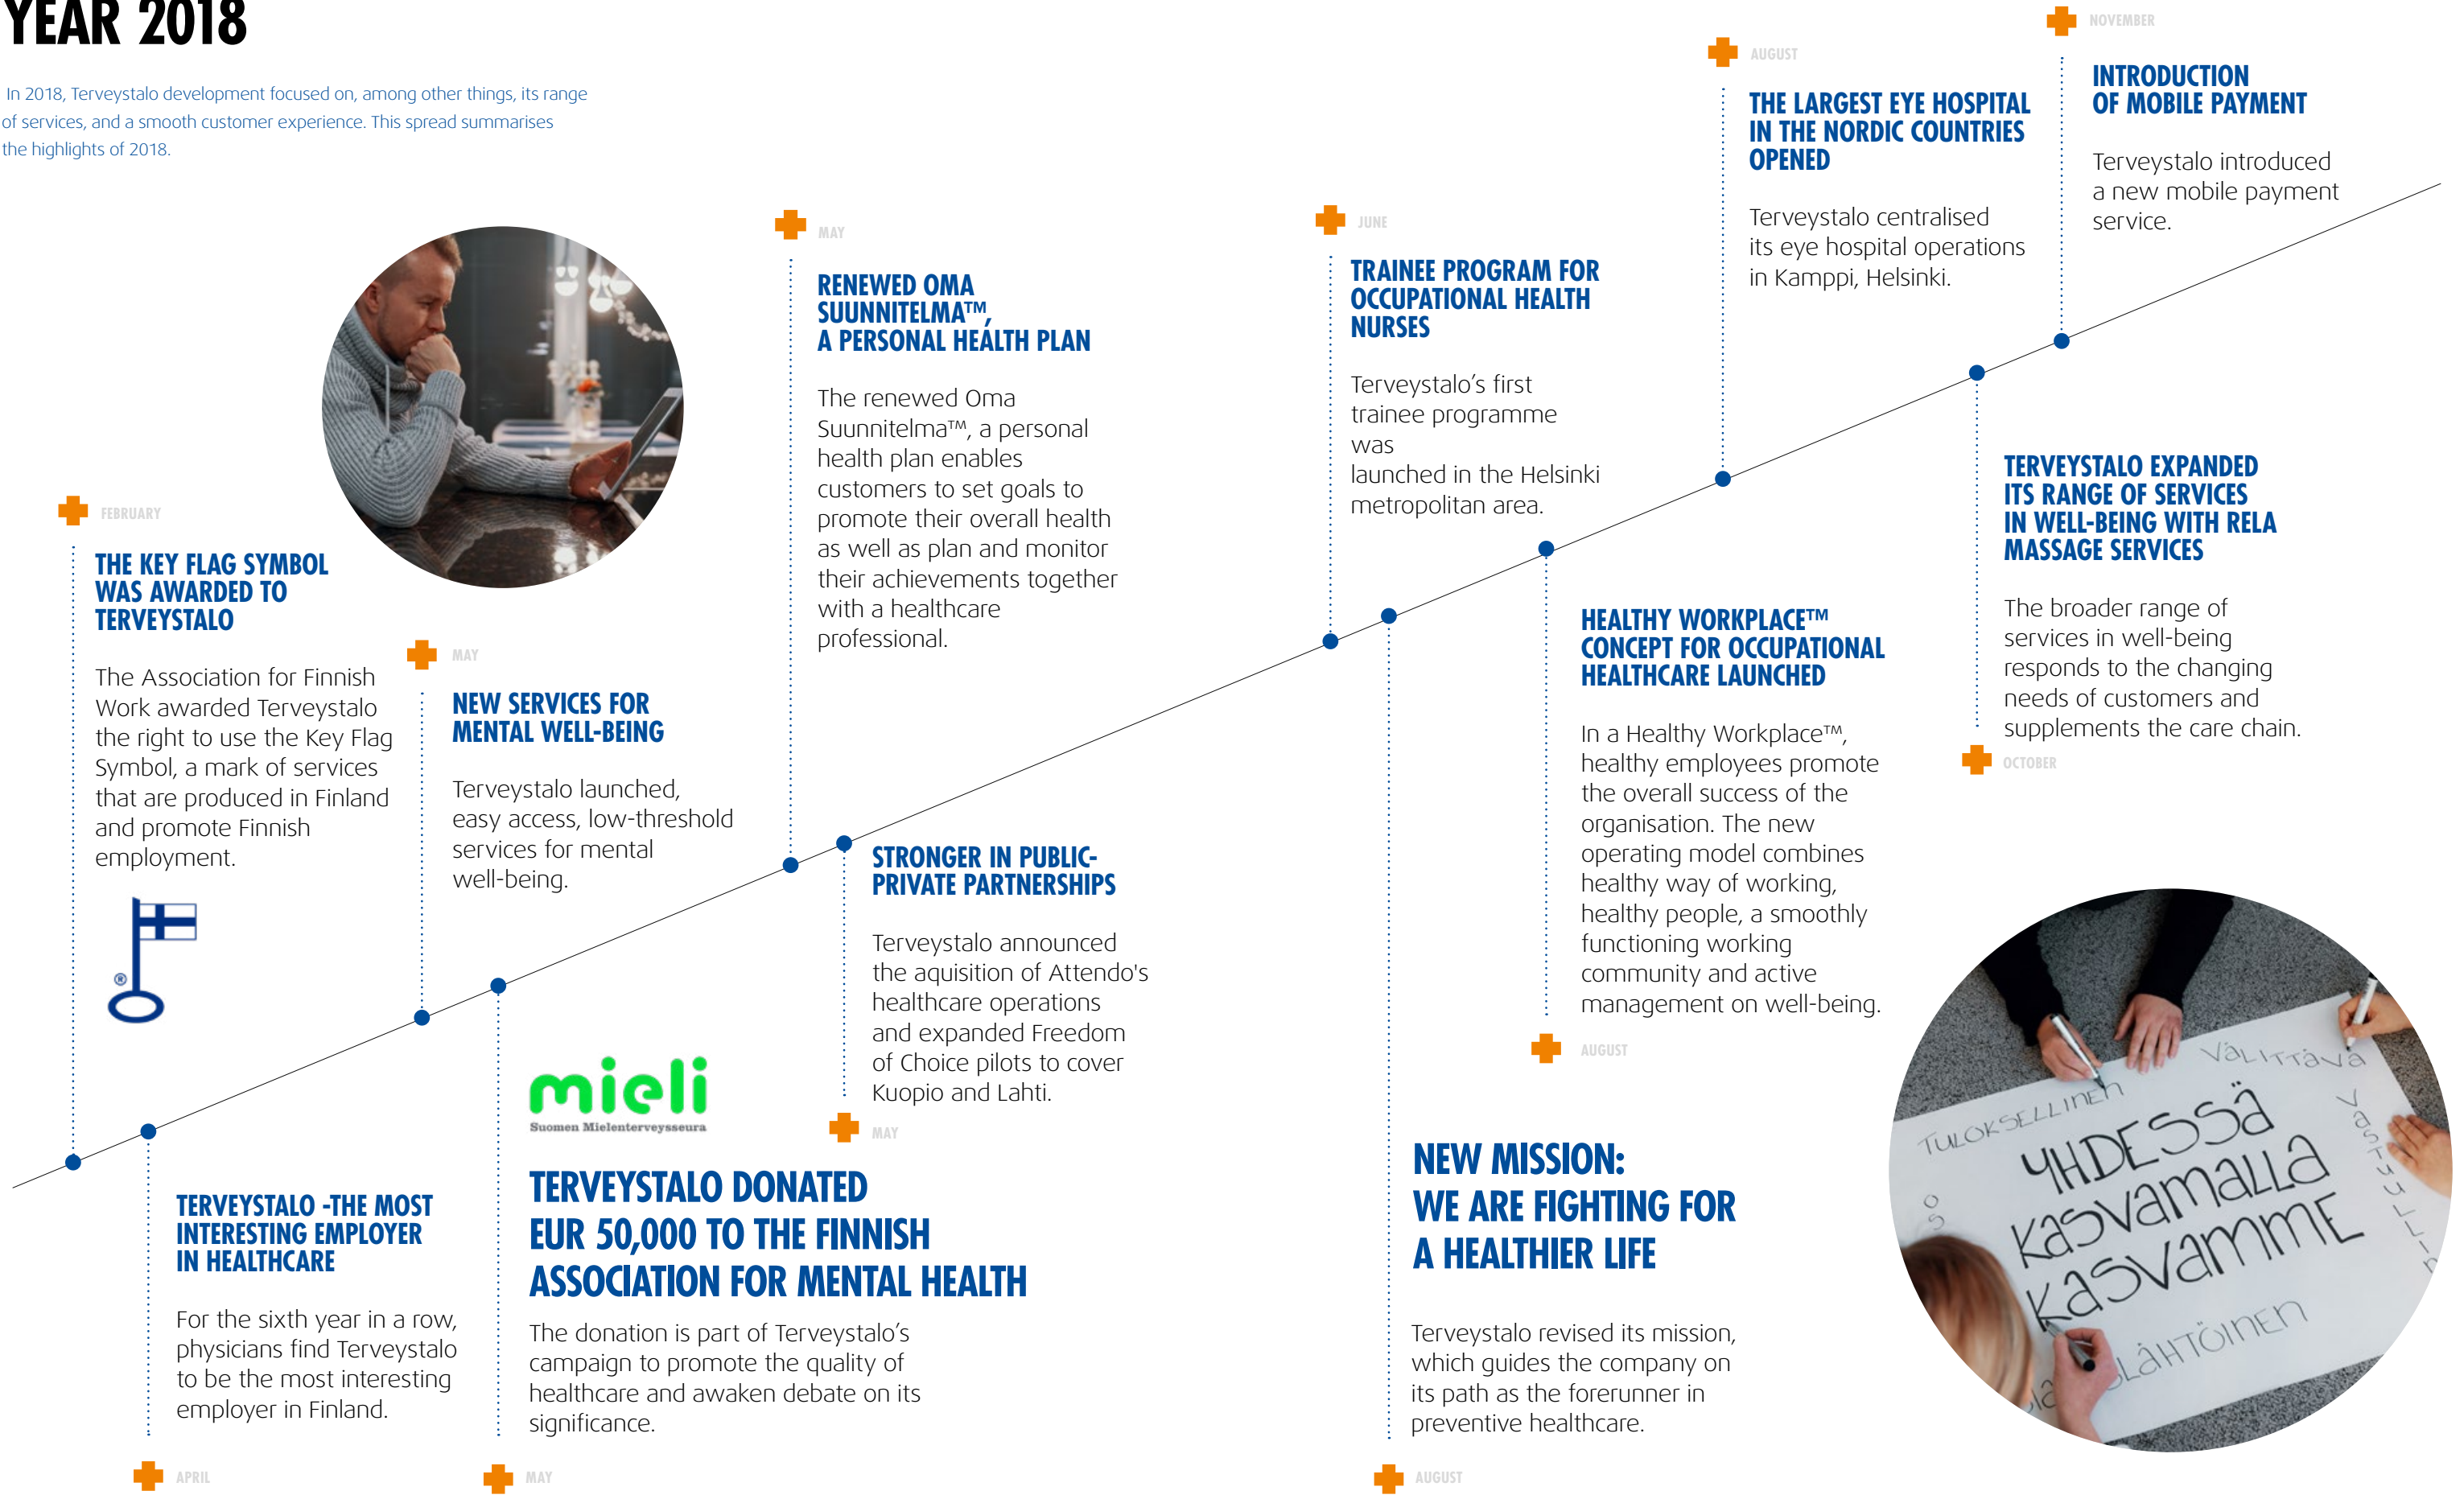 YEAR 2018
In 2018, Terveystalo development focused on, among other things, its range
of services, and a smooth customer experience. This spread summarises
the highlights of 2018.
FEBRUARY
THE KEY FLAG SYMBOL
WAS AWARDED TO
TERVEYSTALO
The Association for Finnish
Work awarded Terveystalo
the right to use the Key Flag
Symbol, a mark of services
that are produced in Finland
and promote Finnish
employment.
®
TERVEYSTALO -THE MOST
INTERESTING EMPLOYER
IN HEALTHCARE
For the sixth year in a row,
physicians find Terveystalo
to be the most interesting
employer in Finland.
APRIL
MAY
NEW SERVICES FOR
MENTAL WELL-BEING
Terveystalo launched,
easy access, low-threshold
services for mental
well-being.
mieli
Suomen Mielenterveysseura
TERVEYSTALO DONATED
EUR 50,000 TO THE FINNISH
ASSOCIATION FOR MENTAL HEALTH
The donation is part of Terveystalo’s
campaign to promote the quality of
healthcare and awaken debate on its
significance.
MAY
MAY
RENEWED OMA
SUUNNITELMA™,
A PERSONAL HEALTH PLAN
The renewed Oma
Suunnitelma™, a personal
health plan enables
customers to set goals to
promote their overall health
as well as plan and monitor
their achievements together
with a healthcare
professional.
STRONGER IN PUBLIC-
PRIVATE PARTNERSHIPS
Terveystalo announced
the aquisition of Attendo's
healthcare operations
and expanded Freedom
of Choice pilots to cover
Kuopio and Lahti.
MAY
JUNE
TRAINEE PROGRAM FOR
OCCUPATIONAL HEALTH
NURSES
Terveystalo’s first
trainee programme
was
launched in the Helsinki
metropolitan area.
NEW MISSION:
WE ARE FIGHTING FOR
A HEALTHIER LIFE
Terveystalo revised its mission,
which guides the company on
its path as the forerunner in
preventive healthcare.
AUGUST
HEALTHY WORKPLACE™
CONCEPT FOR OCCUPATIONAL
HEALTHCARE LAUNCHED
In a Healthy Workplace™,
healthy employees promote
the overall success of the
organisation. The new
operating model combines
healthy way of working,
healthy people, a smoothly
functioning working
community and active
management on well-being.
AUGUST
AUGUST
THE LARGEST EYE HOSPITAL
IN THE NORDIC COUNTRIES
OPENED
Terveystalo centralised
its eye hospital operations
in Kamppi, Helsinki.
TERVEYSTALO EXPANDED
ITS RANGE OF SERVICES
IN WELL-BEING WITH RELA
MASSAGE SERVICES
The broader range of
services in well-being
responds to the changing
needs of customers and
supplements the care chain.
OCTOBER
NOVEMBER
INTRODUCTION
OF MOBILE PAYMENT
Terveystalo introduced
a new mobile payment
service.
TULOKSELLINEN
VÄLITTÄVÄ
YHDESSÄ
KASVAMALLA
KASVAMME